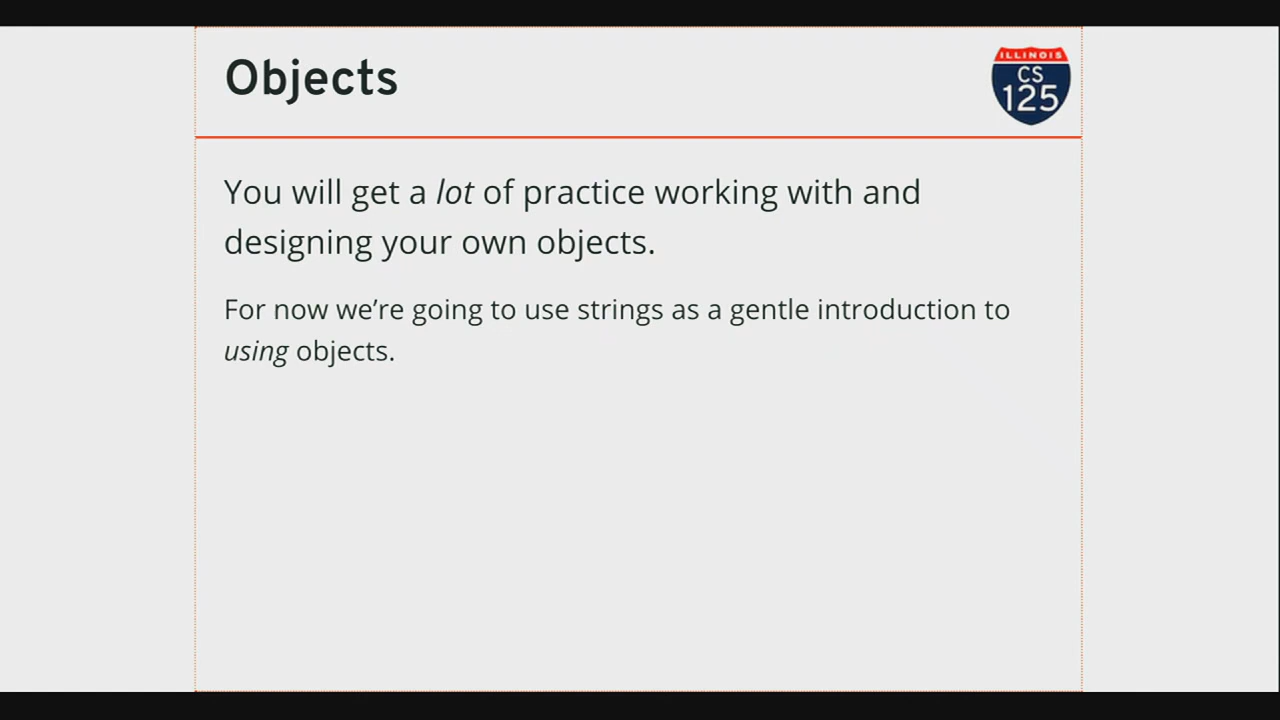 Objects
ILLINOIS
CS
125
You will get a lot of practice working with and
designing your own objects.
For now we’re going to use strings as a gentle introduction to
using objects.